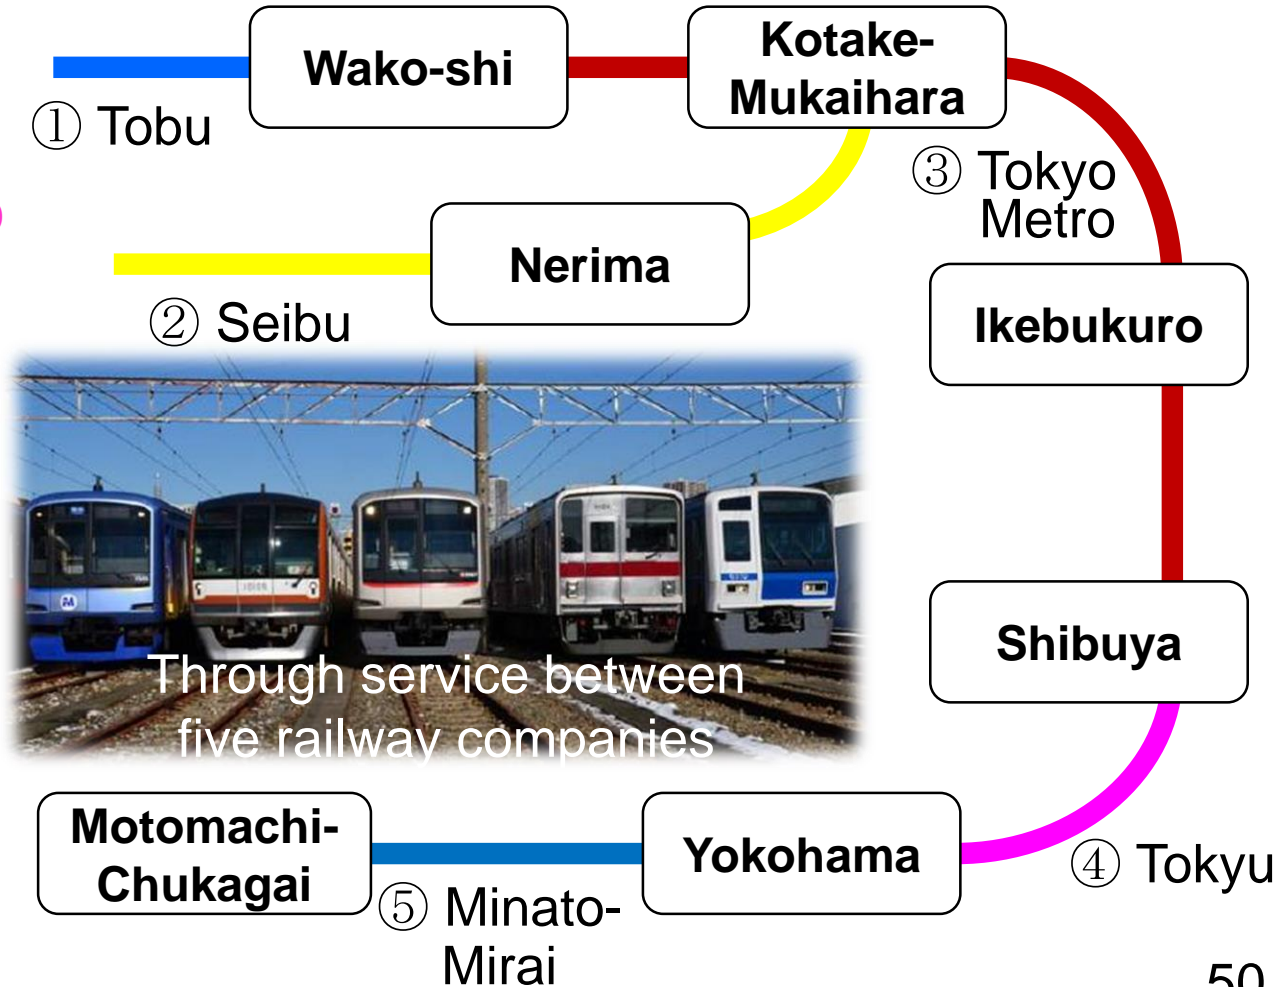 Wako-shi
Kotake-
Mukaihara
① Tobu
③ Tokyo
Metro
Nerima
② Seibu
Ikebukuro
Shibuya
Through service between
five railway companies
Motomachi-
Chukagai
Yokohama
④ Tokyu
⑤ Minato-
Mirai
50